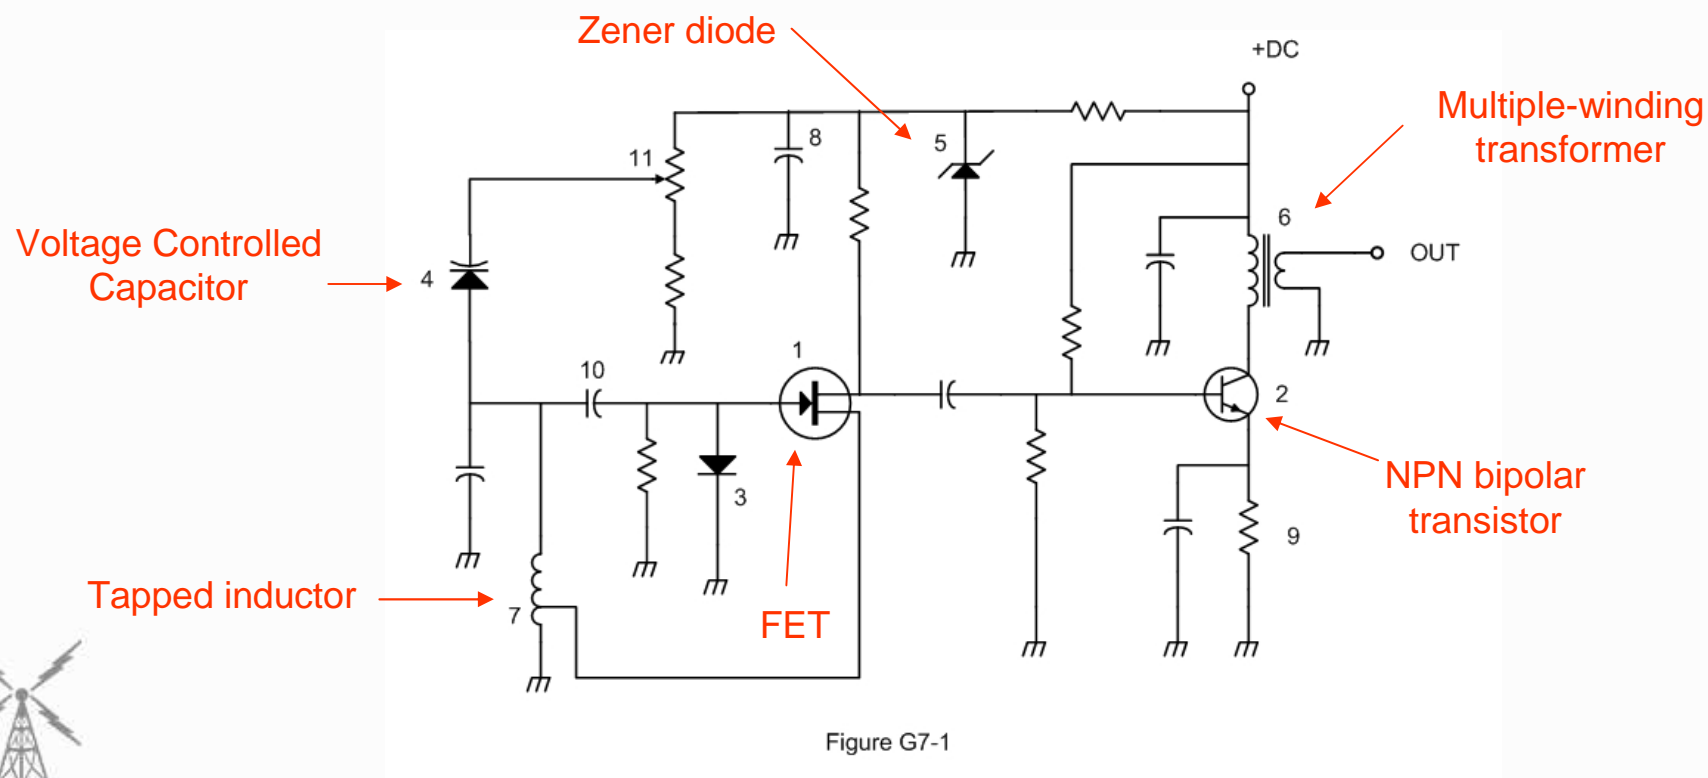 Zener diode
+DC
Multiple-winding
transformer
8
5
11
6
Voltage Controlled
Capacitor
4
OUT
1
10
2
NPN bipolar
transistor
3
9
Tapped inductor
7
FET
Figure G7-1